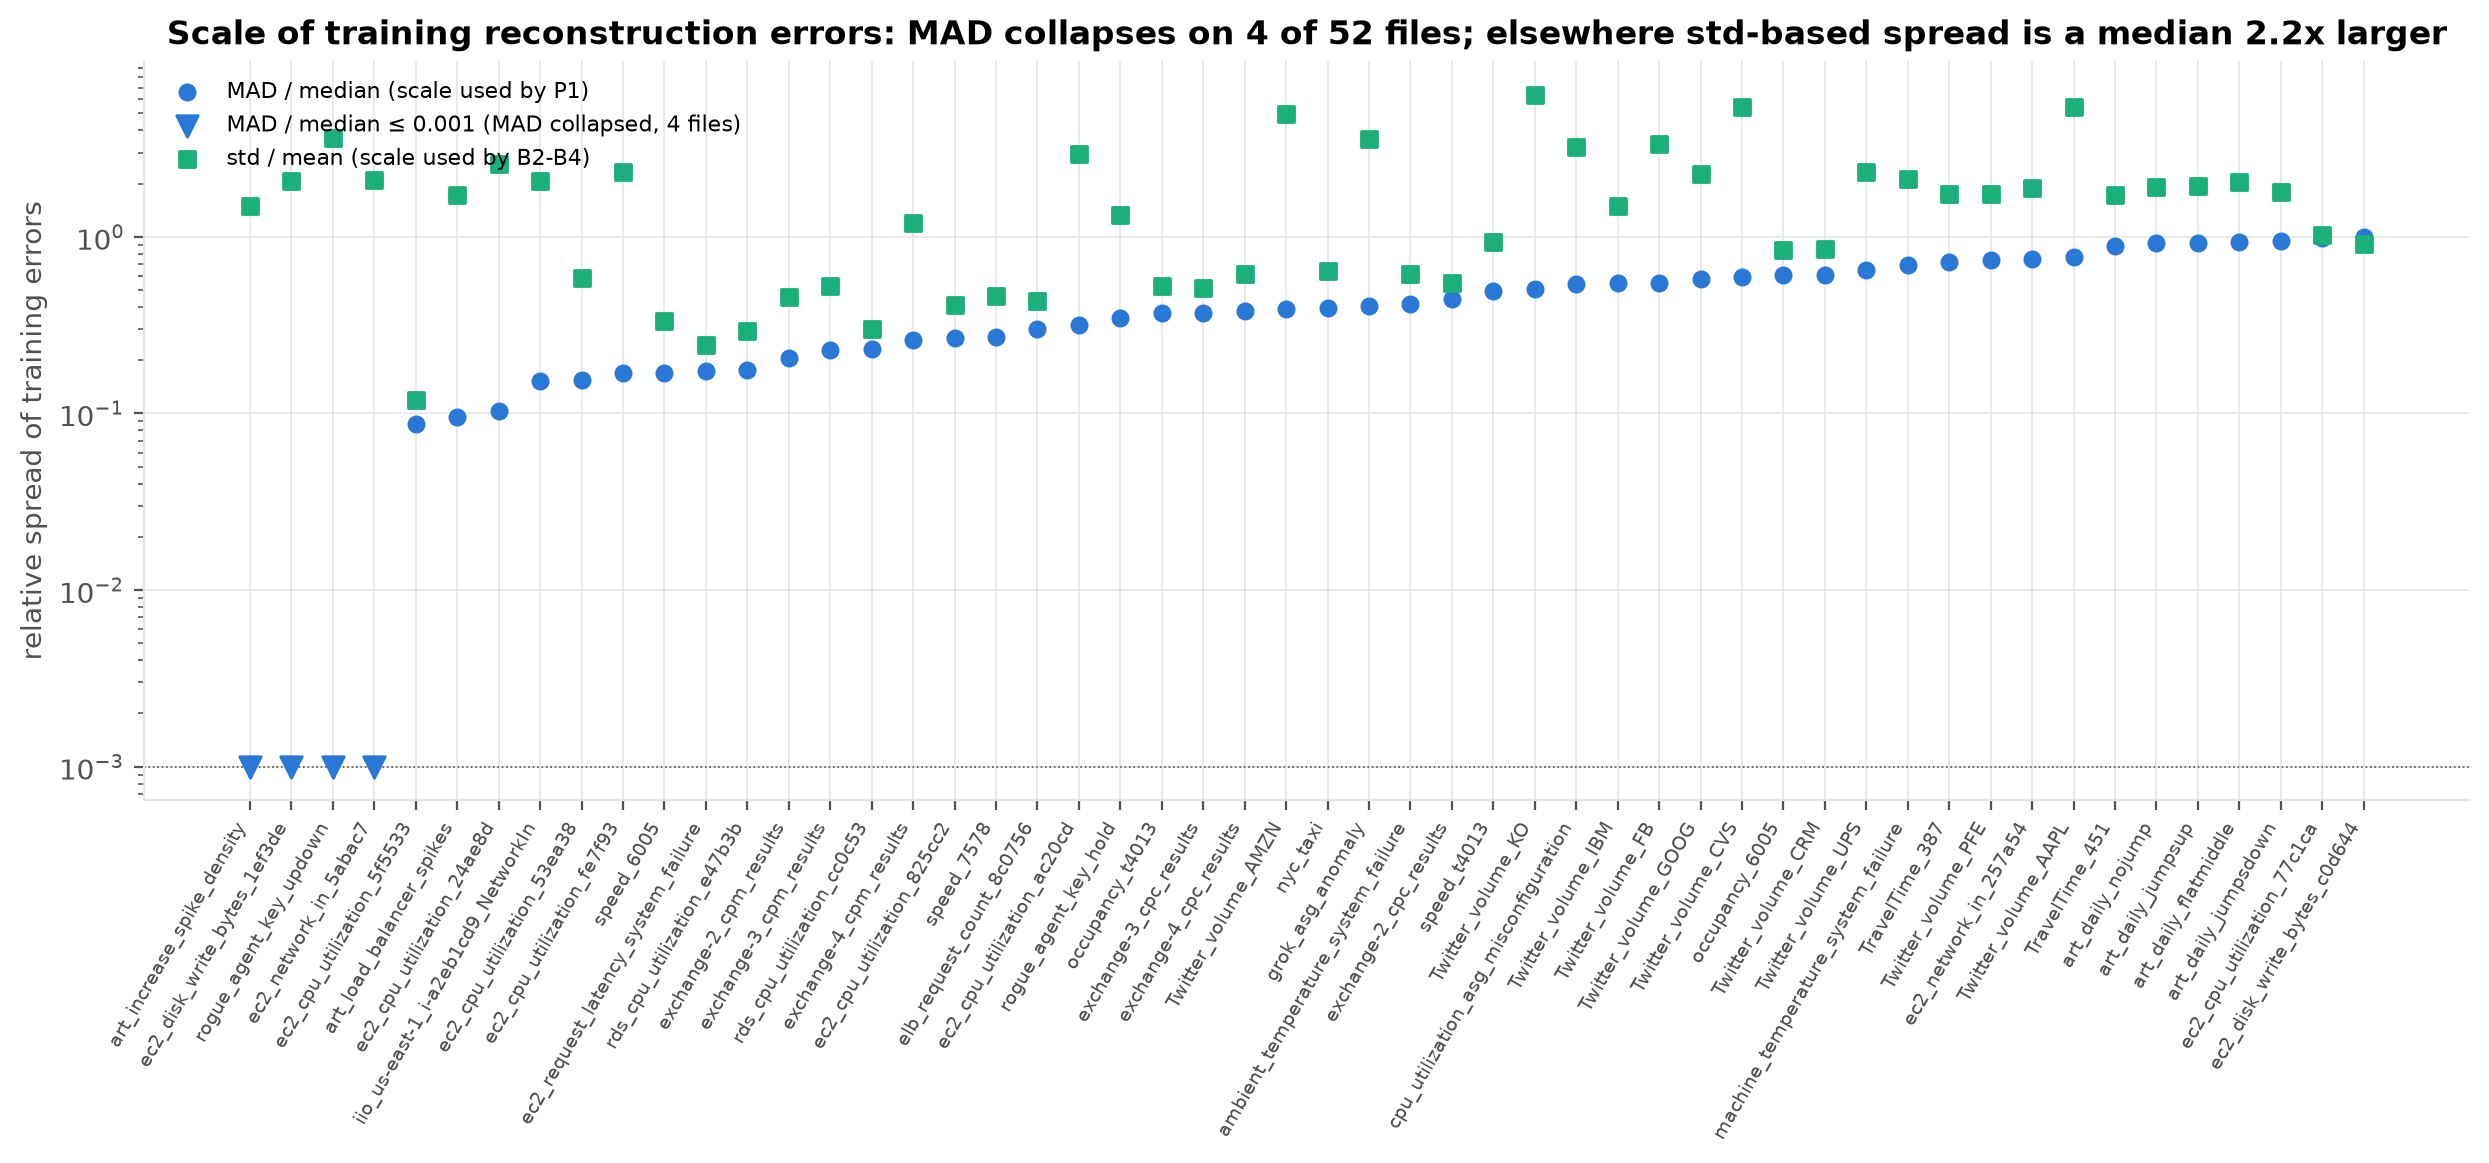 Scale of training reconstruction errors: MAD collapses on 4 of 52 files; elsewhere std-based spread is a median 2.2x larger
MAD / median (scale used by P1)
MAD / median ≤ 0.001 (MAD collapsed, 4 files)
std / mean (scale used by B2-B4)
relative spread of training errors
10⁰
10⁻¹
10⁻²
10⁻³
art_increase_spike_density
ec2_disk_write_bytes_1ef3de
rogue_agent_key_updown
ec2_network_in_5abac7
ec2_cpu_utilization_5f5533
art_load_balancer_spikes
ec2_cpu_utilization_24ae8d
iio_us-east-1_i-a2eb1cd9_NetworkIn
ec2_cpu_utilization_53ea38
ec2_cpu_utilization_fe7f93
speed_6005
ec2_request_latency_system_failure
rds_cpu_utilization_e47b3b
exchange-2_cpm_results
exchange-3_cpm_results
rds_cpu_utilization_cc0c53
exchange-4_cpm_results
ec2_cpu_utilization_825cc2
speed_7578
elb_request_count_8c0756
ec2_cpu_utilization_ac20cd
rogue_agent_key_hold
occupancy_t4013
exchange-3_cpc_results
exchange-4_cpc_results
Twitter_volume_AMZN
nyc_taxi
grok_asg_anomaly
ambient_temperature_system_failure
exchange-2_cpc_results
speed_t4013
Twitter_volume_KO
cpu_utilization_asg_misconfiguration
Twitter_volume_IBM
Twitter_volume_FB
Twitter_volume_GOOG
Twitter_volume_CVS
occupancy_6005
Twitter_volume_CRM
Twitter_volume_UPS
machine_temperature_system_failure
TravelTime_387
Twitter_volume_PFE
ec2_network_in_257a54
Twitter_volume_AAPL
TravelTime_451
art_daily_nojump
art_daily_jumpsup
art_daily_flatmiddle
art_daily_jumpsdown
ec2_cpu_utilization_77c1ca
ec2_disk_write_bytes_c0d644